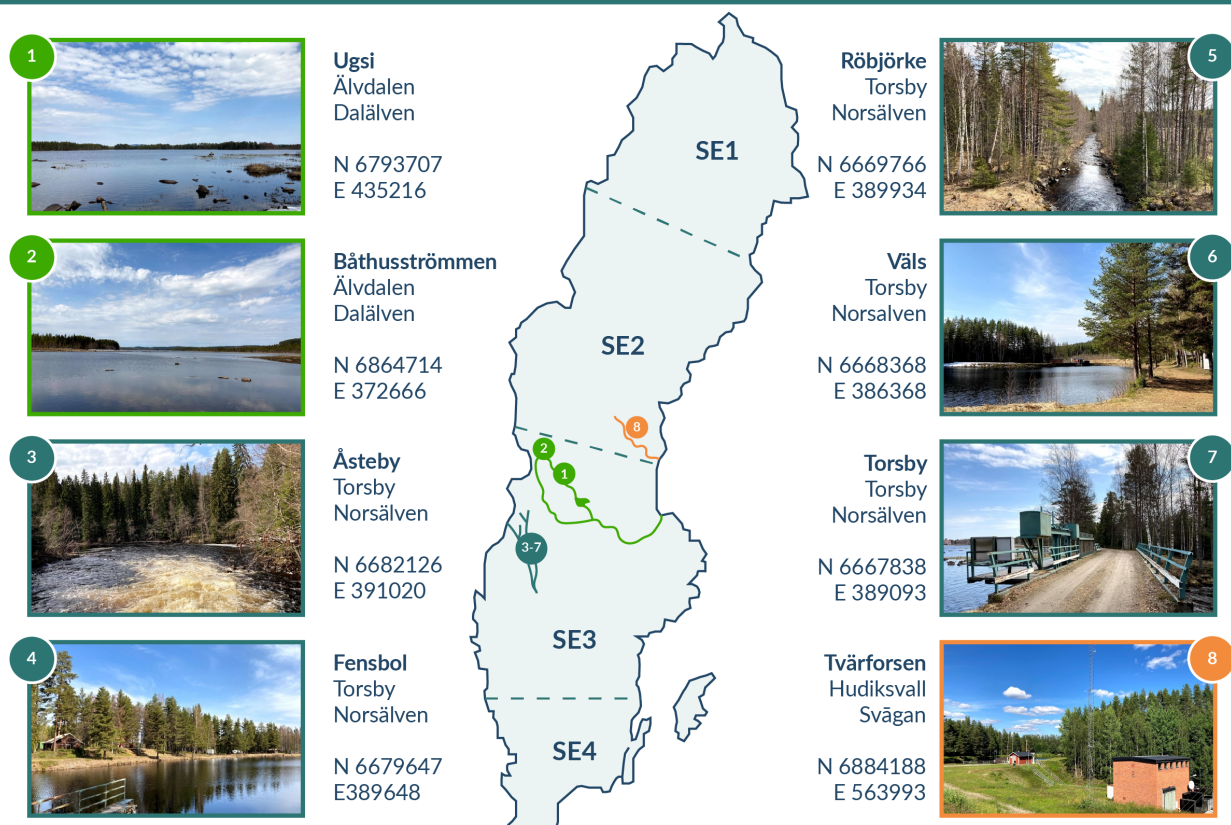 1
Ugsi
Älvdalen
Dalälven
N 6793707
E 435216
2
Båthusströmmen
Älvdalen
Dalälven
N 6864714
E 372666
3
Åsteby
Torsby
Norsälven
N 6682126
E 391020
4
Fensbol
Torsby
Norsälven
N 6679647
E389648
SE1
SE2
8
2
1
3-7
SE3
SE4
Röbjörke
Torsby
Norsälven
N 6669766
E 389934
5
Väls
Torsby
Norsalven
N 6668368
E 386368
6
Torsby
Torsby
Norsälven
N 6667838
E 389093
7
Tvärforsen
Hudiksvall
Svågan
N 6884188
E 563993
8